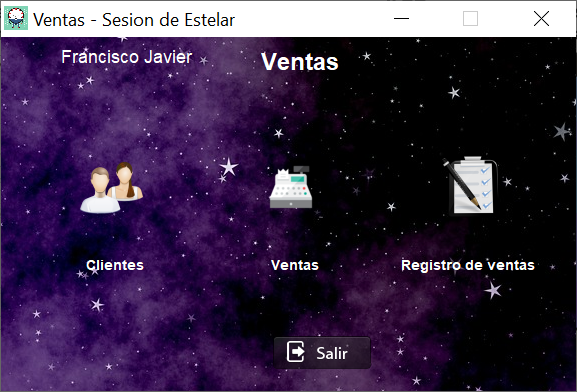 Ventas - Sesion de Estelar
Francisco Javier
Ventas
Clientes
Ventas
Registro de ventas
Salir